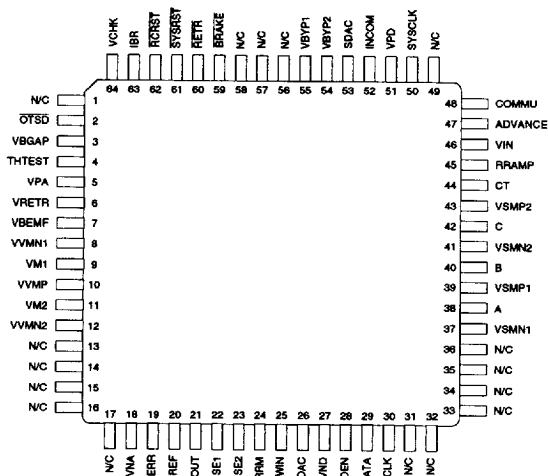 VCHK
IBR
RCRST
SYSRST
RETR
BRAKE
N/C
N/C
N/C
VBYP1
VBYP2
SDAC
INCOM
VPD
SYSCLK
N/C
64 63 62 61 60 59 58 57 56 55 54 53 52 51 50 49
N/C 1
OTSD 2
VBGAP 3
THTEST 4
VPA 5
VRETR 6
VBEMF 7
VVMN1 8
VM1 9
VVMP 10
VM2 11
VVMN2 12
N/C 13
N/C 14
N/C 15
N/C 16
48 COMMU
47 ADVANCE
46 VIN
45 RRAMP
44 CT
43 VSMP2
42 C
41 VSMN2
40 B
39 VSMP1
38 A
37 VSMN1
36 N/C
35 N/C
34 N/C
33 N/C
17 18 19 20 21 22 23 24 25 26 27 28 29 30 31 32
N/C
VNA
ERR
REF
OUT
SE1
SE2
RRM
WIN
DAC
VND
DEN
ATA
CLK
N/C
N/C